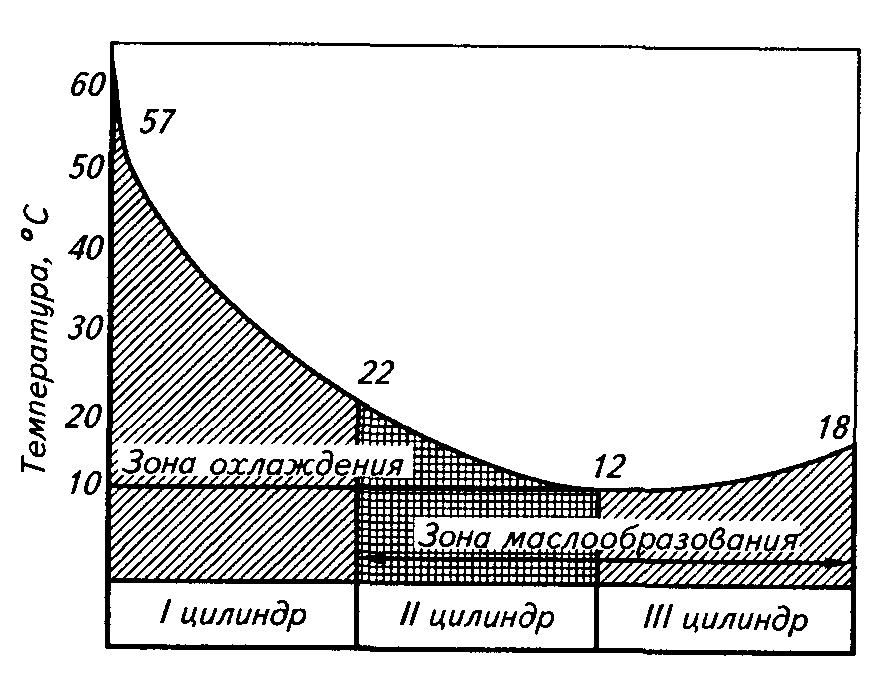 Температура, °С
60
50
40
30
20
10
57
22
12
18
Зона охлаждения
Зона маслообразования
I цилиндр
II цилиндр
III цилиндр